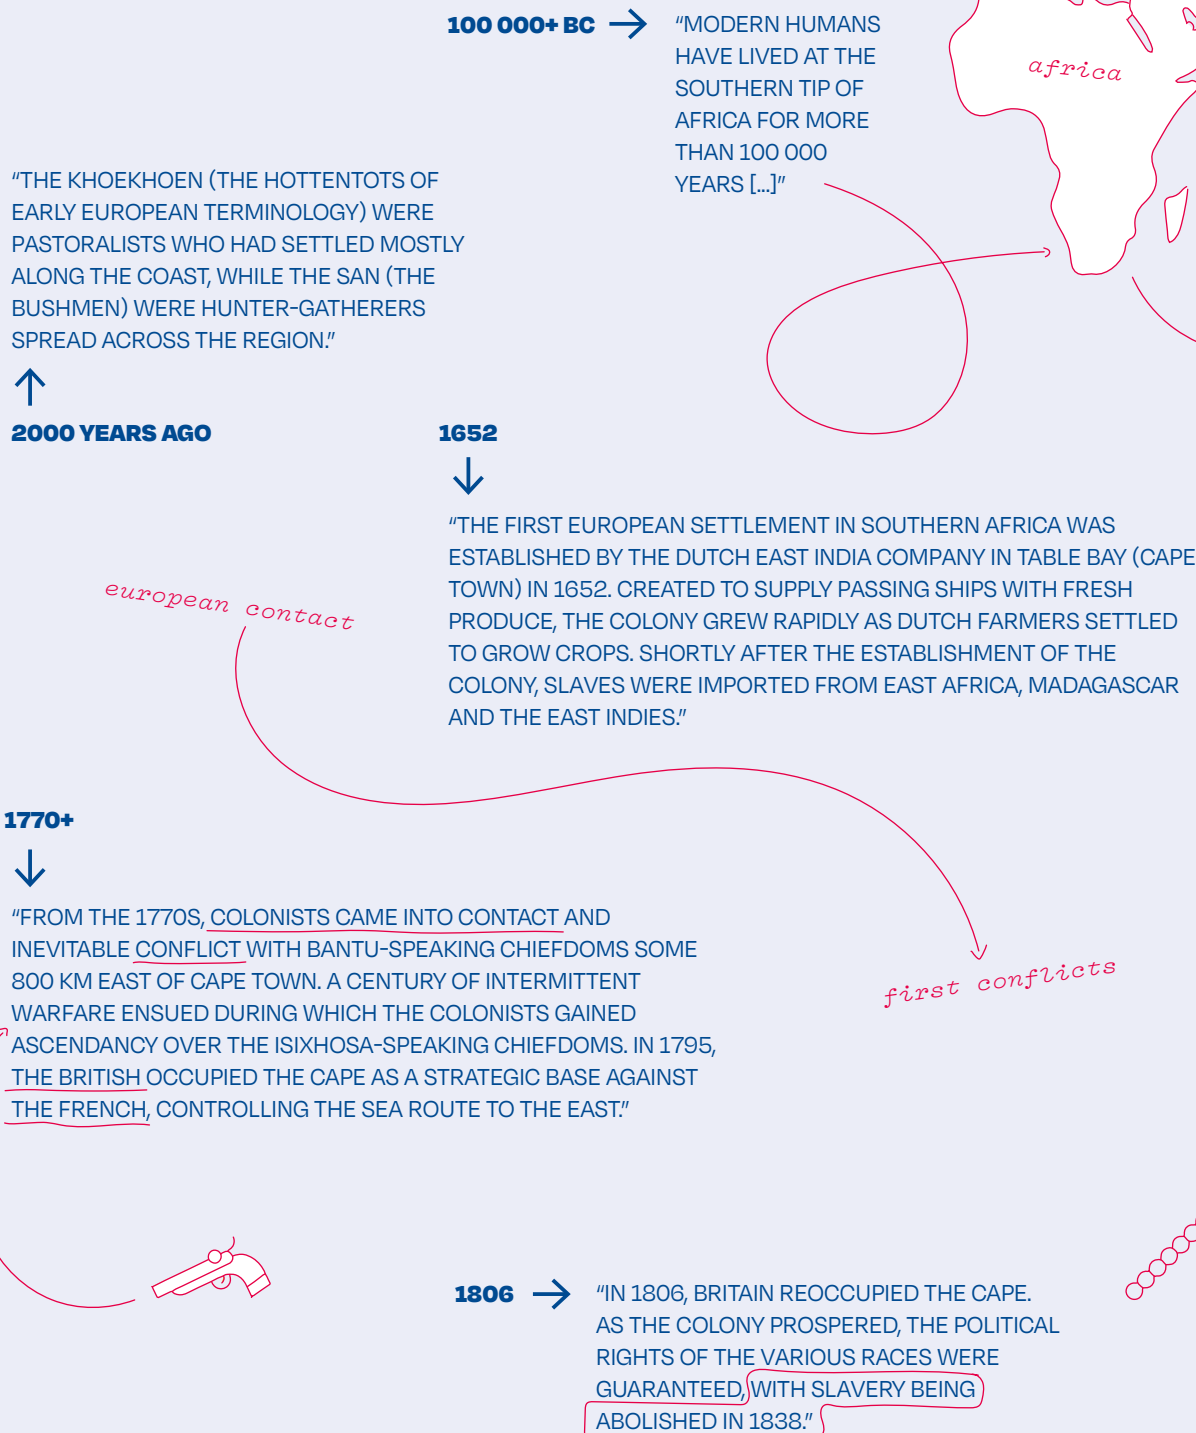 100 000+ BC
“MODERN HUMANS
HAVE LIVED AT THE
SOUTHERN TIP OF
AFRICA FOR MORE
THAN 100 000
YEARS [...]”
africa
“THE KHOEKHOEN (THE HOTTENTOTS OF
EARLY EUROPEAN TERMINOLOGY) WERE
PASTORALISTS WHO HAD SETTLED MOSTLY
ALONG THE COAST, WHILE THE SAN (THE
BUSHMEN) WERE HUNTER-GATHERERS
SPREAD ACROSS THE REGION.”
2000 YEARS AGO
1652
“THE FIRST EUROPEAN SETTLEMENT IN SOUTHERN AFRICA WAS
ESTABLISHED BY THE DUTCH EAST INDIA COMPANY IN TABLE BAY (CAPE
TOWN) IN 1652. CREATED TO SUPPLY PASSING SHIPS WITH FRESH
PRODUCE, THE COLONY GREW RAPIDLY AS DUTCH FARMERS SETTLED
TO GROW CROPS. SHORTLY AFTER THE ESTABLISHMENT OF THE
COLONY, SLAVES WERE IMPORTED FROM EAST AFRICA, MADAGASCAR
AND THE EAST INDIES.”
european contact
1770+
“FROM THE 1770S, COLONISTS CAME INTO CONTACT AND
INEVITABLE CONFLICT WITH BANTU-SPEAKING CHIEFDOMS SOME
800 KM EAST OF CAPE TOWN. A CENTURY OF INTERMITTENT
WARFARE ENSUED DURING WHICH THE COLONISTS GAINED
ASCENDANCY OVER THE ISIXHOSA-SPEAKING CHIEFDOMS. IN 1795,
THE BRITISH OCCUPIED THE CAPE AS A STRATEGIC BASE AGAINST
THE FRENCH, CONTROLLING THE SEA ROUTE TO THE EAST.”
first conflicts
1806
“IN 1806, BRITAIN REOCCUPIED THE CAPE.
AS THE COLONY PROSPERED, THE POLITICAL
RIGHTS OF THE VARIOUS RACES WERE
GUARANTEED, WITH SLAVERY BEING
ABOLISHED IN 1838.”